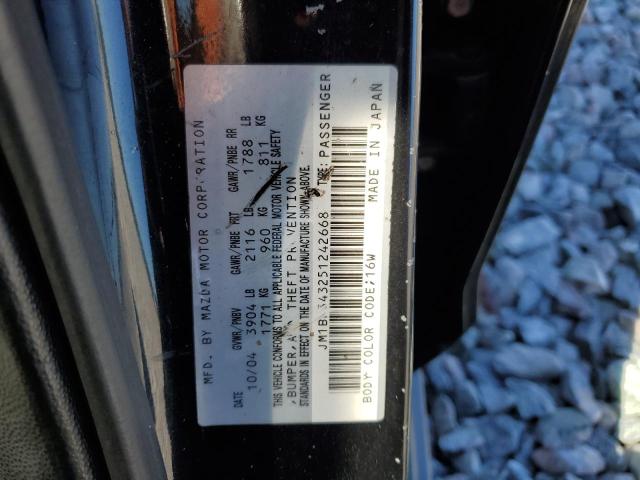 MFD. BY MAZDA MOTOR CORPORATION
DATE GVWR/PNBV GAWR/PNBE FRT GAWR/PNBE RR
10/04 3904 LB 2116 LB 1788 LB
1771 KG 960 KG 811 KG
THIS VEHICLE CONFORMS TO ALL APPLICABLE FEDERAL MOTOR VEHICLE SAFETY
BUMPER, THEFT PREVENTION
STANDARDS IN EFFECT ON THE DATE OF MANUFACTURE SHOWN ABOVE.
JM1B 343251242668 TYPE: PASSENGER
BODY COLOR CODE;16W MADE IN JAPAN